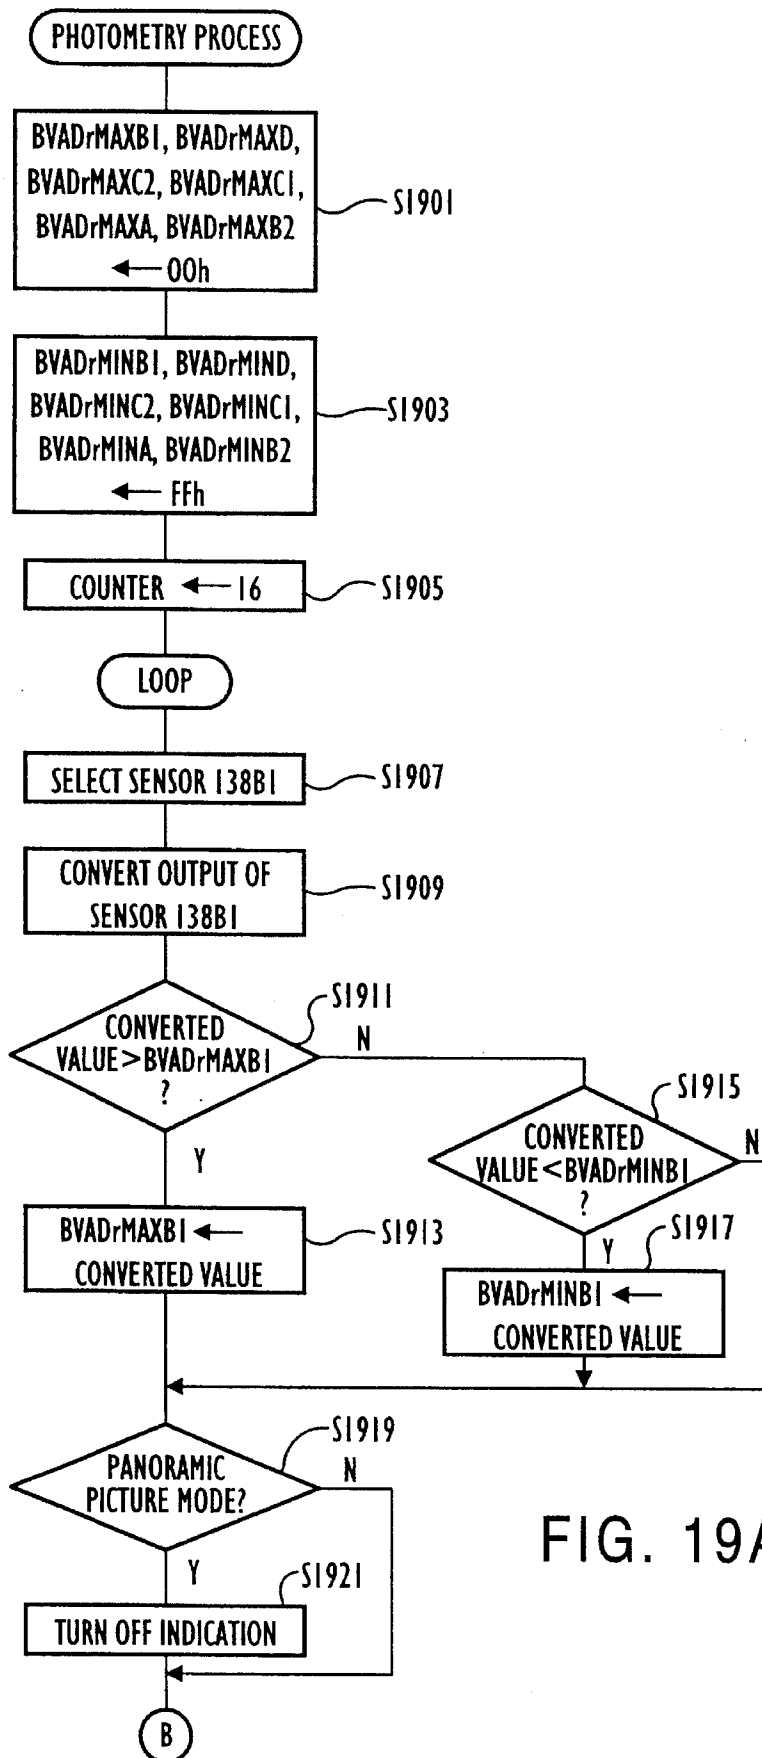 PHOTOMETRY PROCESS
BVADrMAXB1, BVADrMAXD,
BVADrMAXC2, BVADrMAXC1,
BVADrMAXA, BVADrMAXB2
← 00h
S1901
BVADrMINB1, BVADrMIND,
BVADrMINC2, BVADrMINC1,
BVADrMINA, BVADrMINB2
← FFh
S1903
COUNTER ← 16
S1905
LOOP
SELECT SENSOR 138B1
S1907
CONVERT OUTPUT OF
SENSOR 138B1
S1909
S1911
CONVERTED
VALUE>BVADrMAXB1
?
N
Y
S1915
CONVERTED
VALUE<BVADrMINB1
?
N
Y
BVADrMAXB1 ←
CONVERTED VALUE
S1913
S1917
BVADrMINB1 ←
CONVERTED VALUE
S1919
PANORAMIC
PICTURE MODE?
N
Y
S1921
TURN OFF INDICATION
B
FIG. 19A